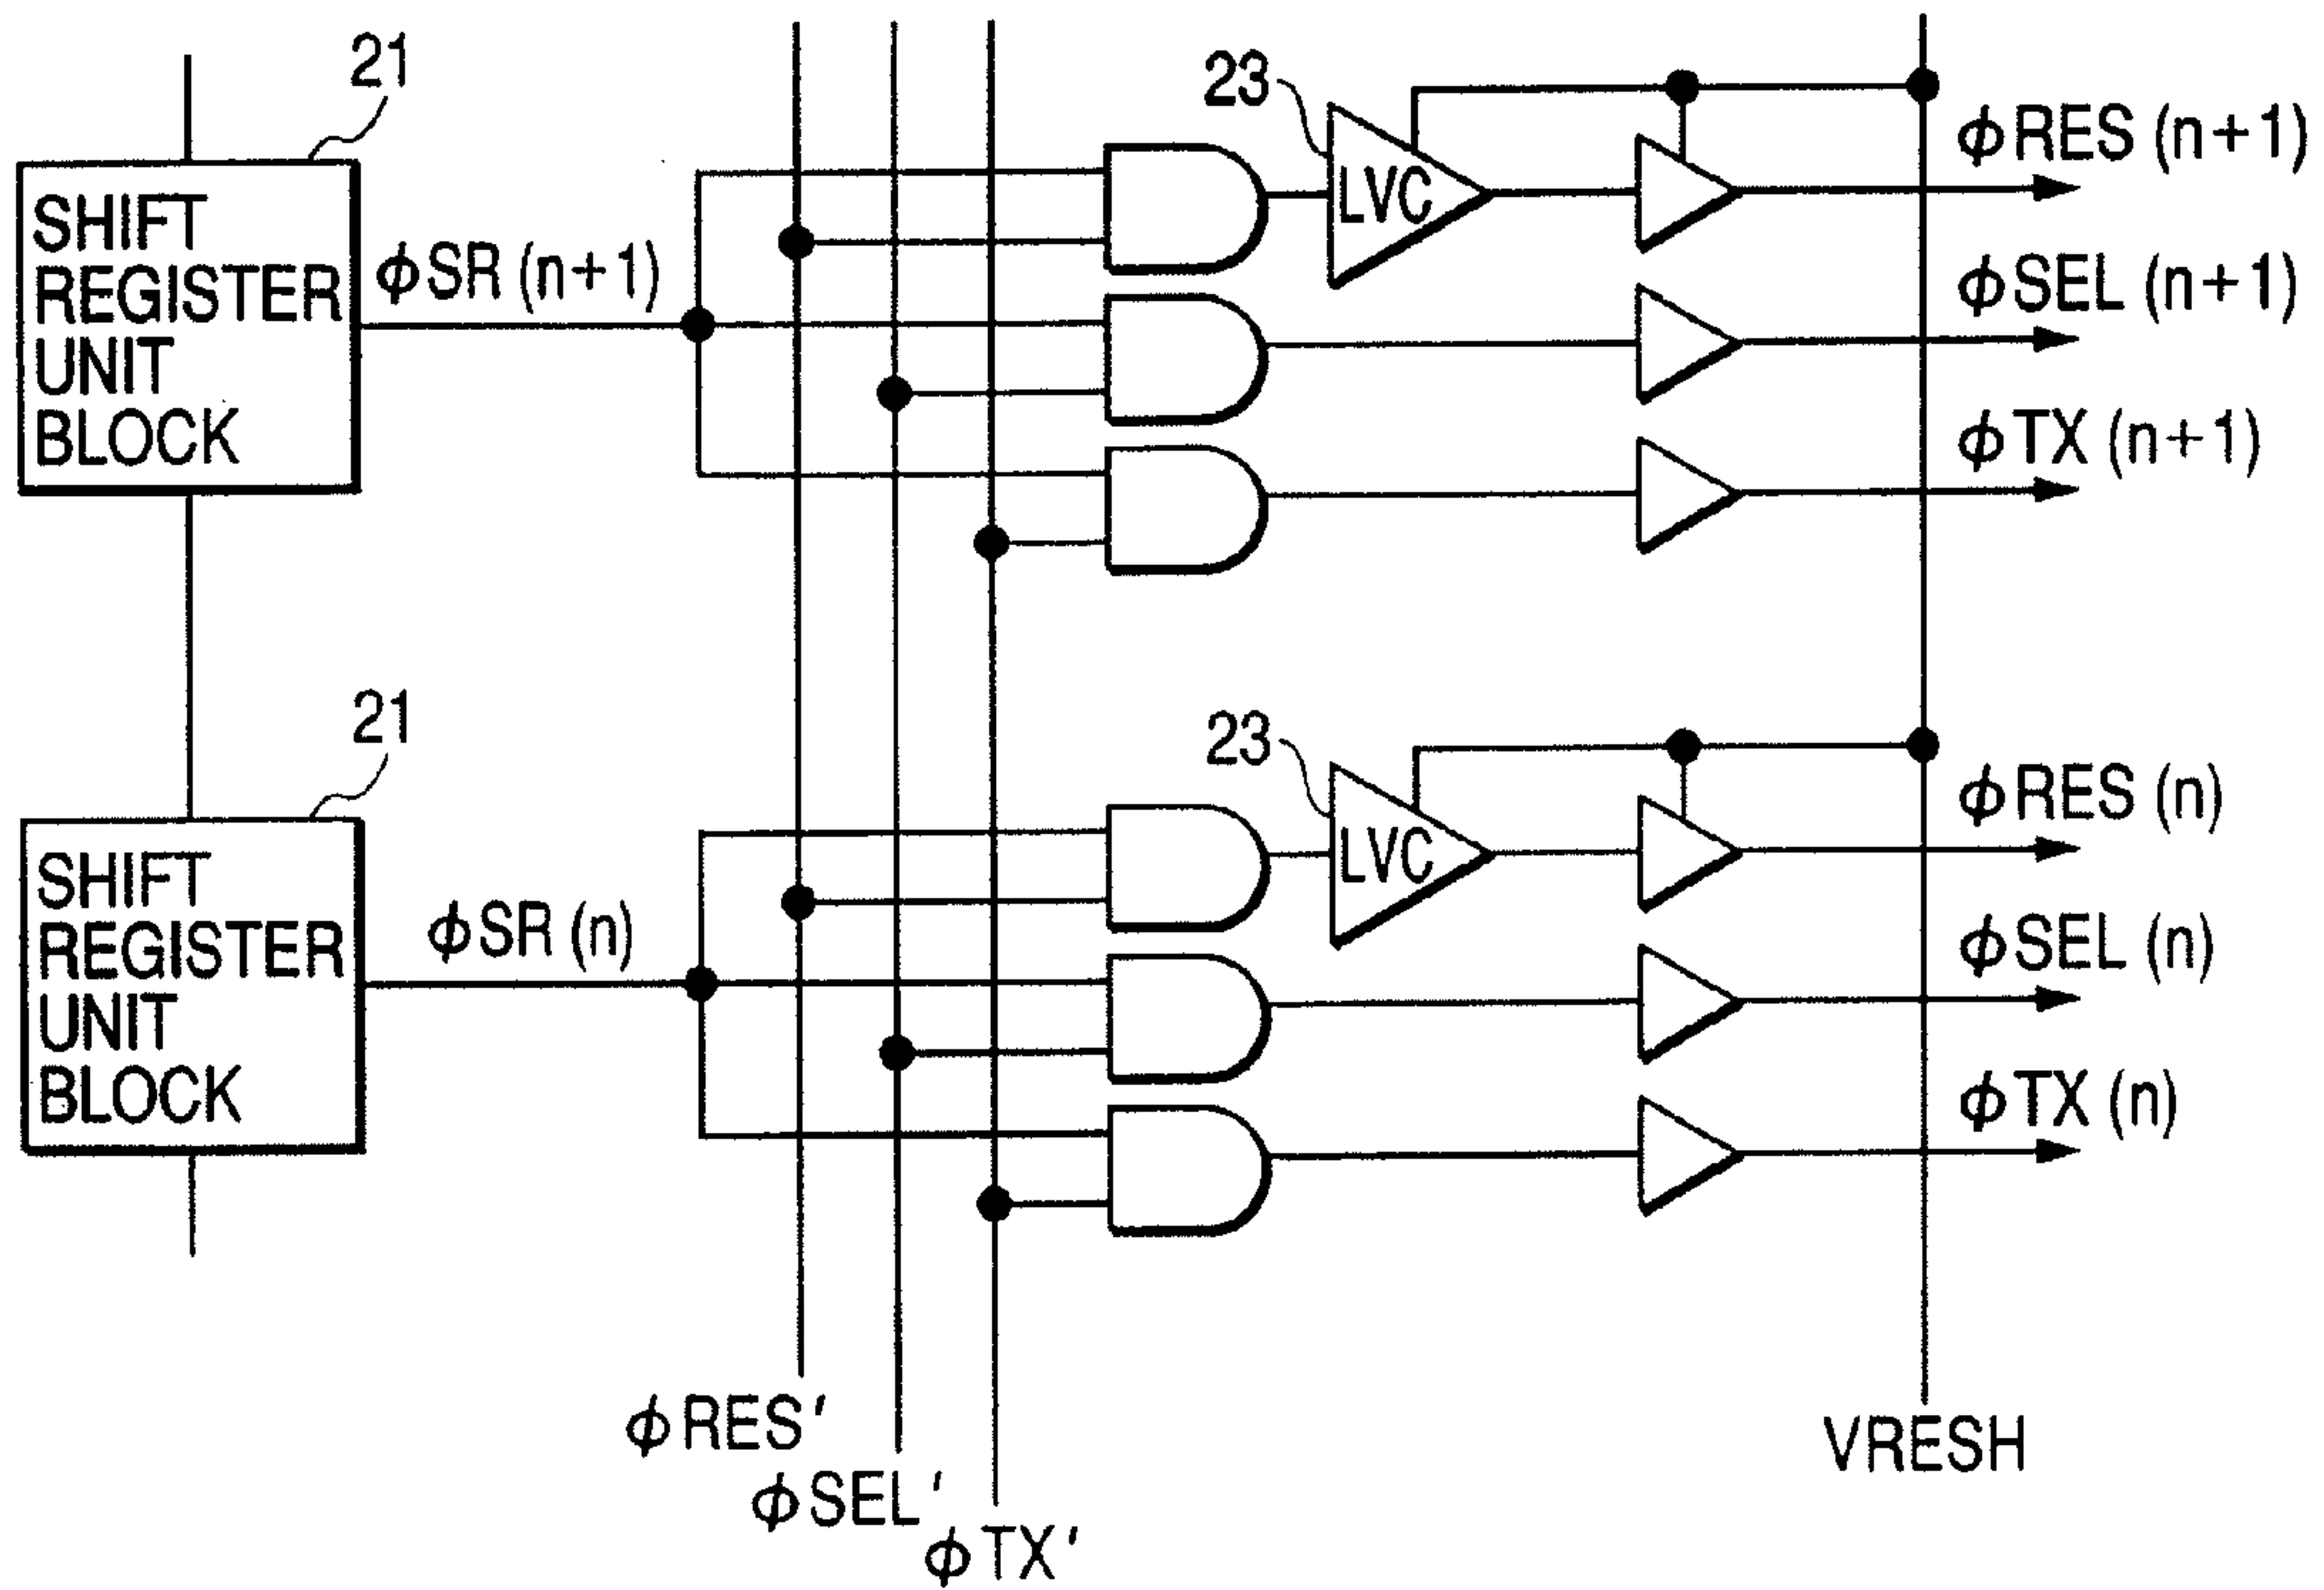 21
SHIFT
REGISTER
UNIT
BLOCK
ϕSR (n+1)
23
LVC
ϕRES (n+1)
ϕSEL (n+1)
ϕTX (n+1)
21
SHIFT
REGISTER
UNIT
BLOCK
ϕSR (n)
23
LVC
ϕRES (n)
ϕSEL (n)
ϕTX (n)
ϕRES'
ϕSEL'
ϕTX'
VRESH